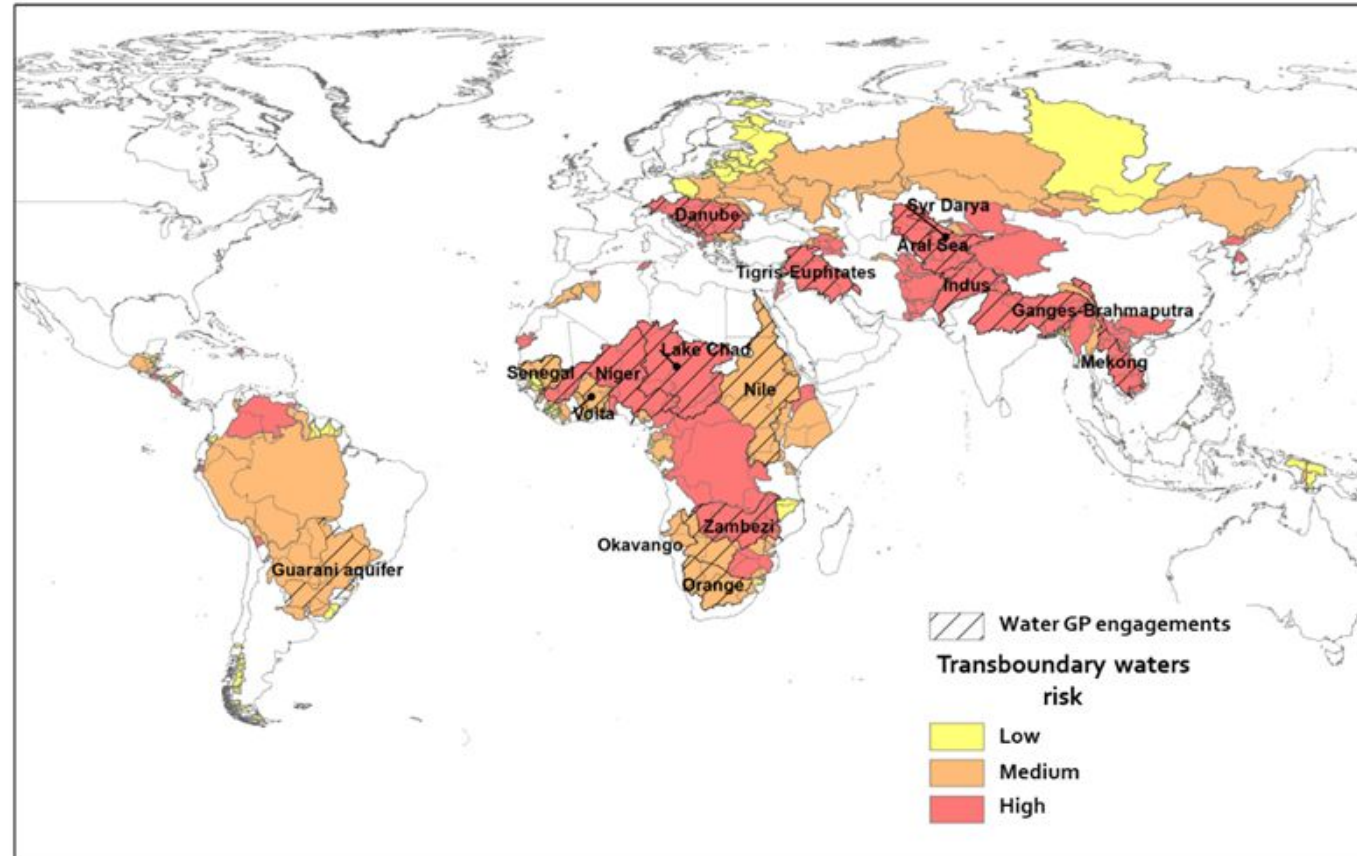 Syr Darya
Danube
Aral Sea
Tigris-Euphrates
Indus
Ganges-Brahmaputra
Lake Chad
Mekong
Senegal
Niger
Nile
Volta
Zambezi
Okavango
Guarani aquifer
Orange
Water GP engagements
Transboundary waters
risk
Low
Medium
High